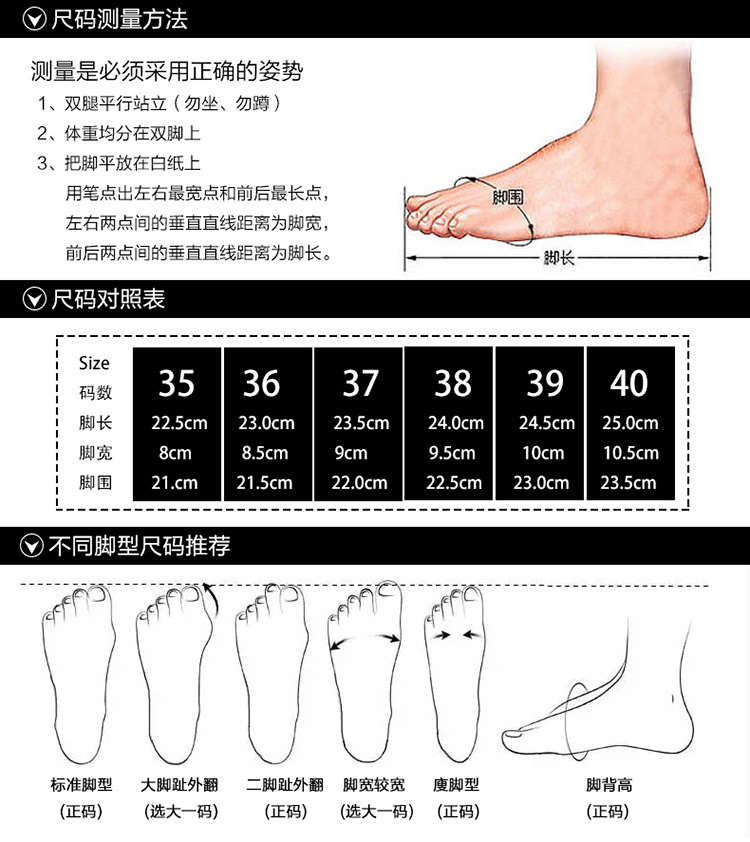 尺码测量方法
测量是必须采用正确的姿势
1、双腿平行站立（勿坐、勿蹲）
2、体重均分在双脚上
3、把脚平放在白纸上
用笔点出左右最宽点和前后最长点，
左右两点间的垂直直线距离为脚宽，
前后两点间的垂直直线距离为脚长。
脚围
脚长
尺码对照表
Size
码数 35 36 37 38 39 40
脚长 22.5cm 23.0cm 23.5cm 24.0cm 24.5cm 25.0cm
脚宽 8cm 8.5cm 9cm 9.5cm 10cm 10.5cm
脚围 21.cm 21.5cm 22.0cm 22.5cm 23.0cm 23.5cm
不同脚型尺码推荐
标准脚型 大脚趾外翻 二脚趾外翻 脚宽较宽 廋脚型 脚背高
(正码) (选大一码) (正码) (选大一码) (正码) (正码)